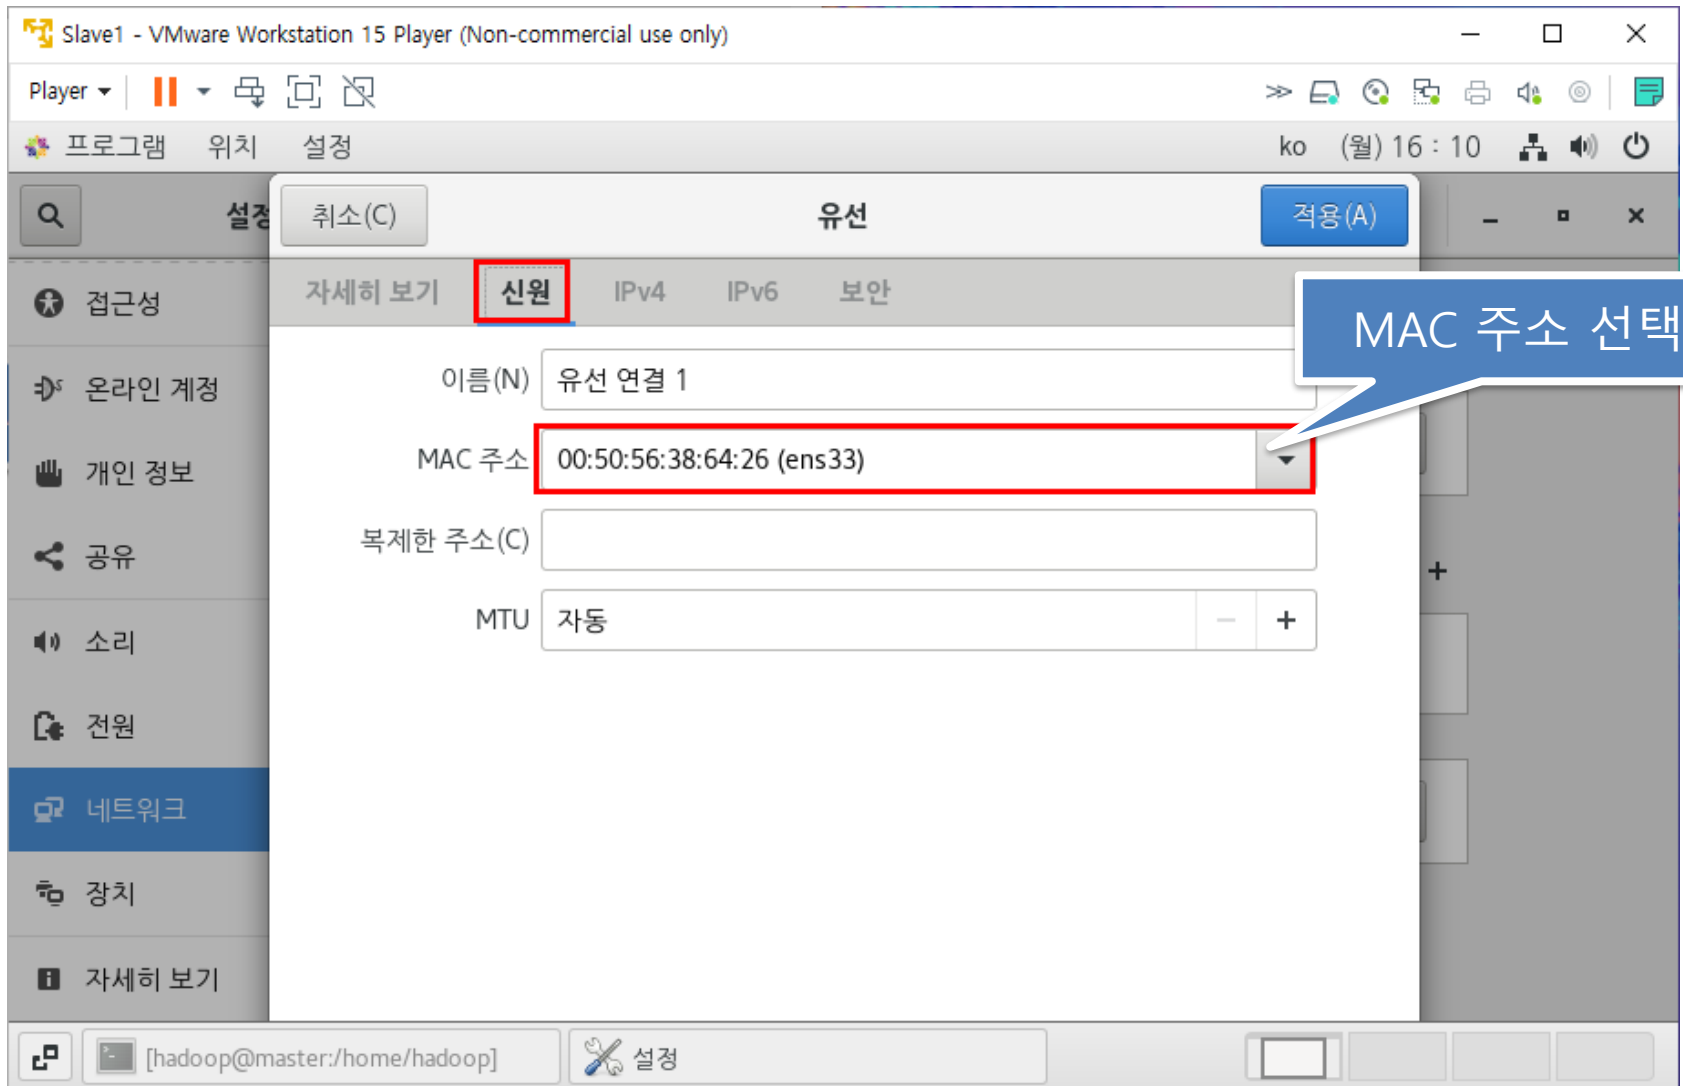 Slave1 - VMware Workstation 15 Player (Non-commercial use only)
Player
프로그램 위치 설정 ko (월) 16 : 10
설정 취소(C) 유선 적용(A)
자세히 보기 신원 IPv4 IPv6 보안
MAC 주소 선택
접근성
온라인 계정
개인 정보
공유
소리
전원
네트워크
장치
자세히 보기
이름(N) 유선 연결 1
MAC 주소 00:50:56:38:64:26 (ens33)
복제한 주소(C)
MTU 자동
[hadoop@master:/home/hadoop] 설정